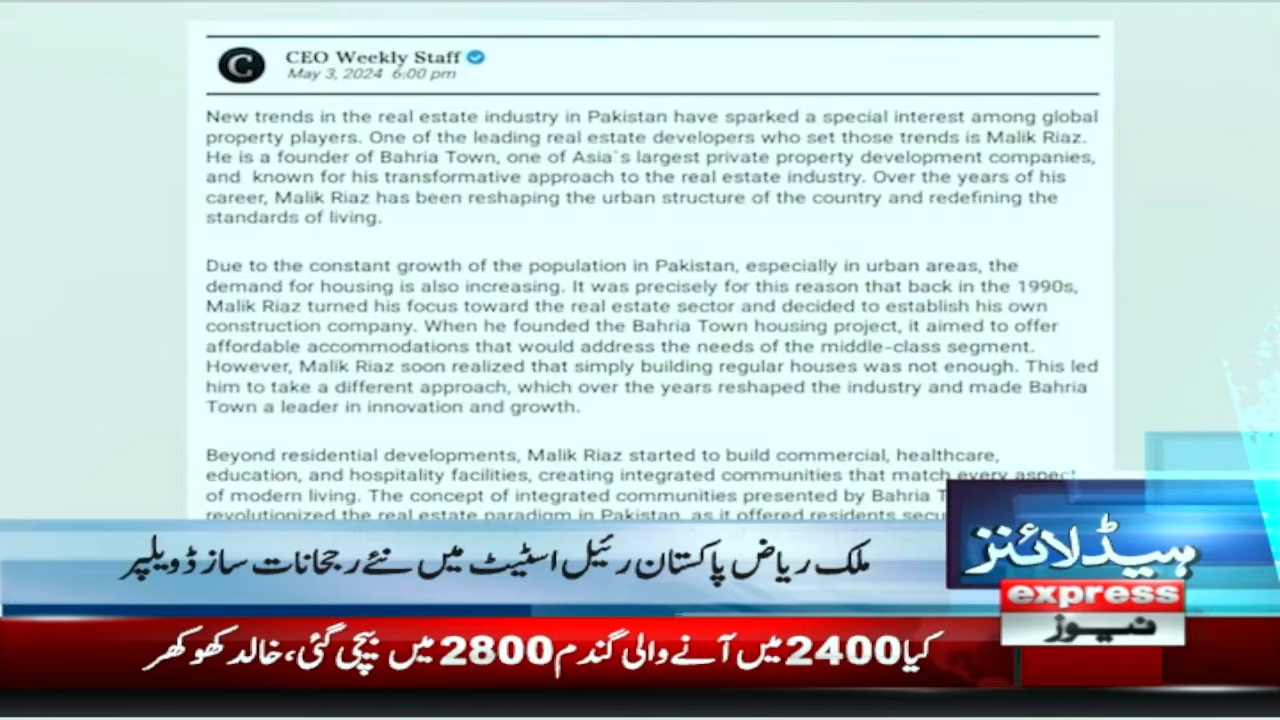 CEO Weekly Staff
May 3, 2024 6:00 pm
New trends in the real estate industry in Pakistan have sparked a special interest among global
property players. One of the leading real estate developers who set those trends is Malik Riaz.
He is a founder of Bahria Town, one of Asia`s largest private property development companies,
and known for his transformative approach to the real estate industry. Over the years of his
career, Malik Riaz has been reshaping the urban structure of the country and redefining the
standards of living.
Due to the constant growth of the population in Pakistan, especially in urban areas, the
demand for housing is also increasing. It was precisely for this reason that back in the 1990s,
Malik Riaz turned his focus toward the real estate sector and decided to establish his own
construction company. When he founded the Bahria Town housing project, it aimed to offer
affordable accommodations that would address the needs of the middle-class segment.
However, Malik Riaz soon realized that simply building regular houses was not enough. This led
him to take a different approach, which over the years reshaped the industry and made Bahria
Town a leader in innovation and growth.
Beyond residential developments, Malik Riaz started to build commercial, healthcare,
education, and hospitality facilities, creating integrated communities that match every aspect
of modern living. The concept of integrated communities presented by Bahria T
revolutionized the real estate paradigm in Pakistan, as it offered residents secu
ملک ریاض پاکستان رئیل اسٹیٹ میں نئے رجحانات ساز ڈویلپر
ہیڈلائنز
express
نیوز
کیا 2400 میں آنے والی گندم 2800 میں بیچی گئی، خالد کھوکھر